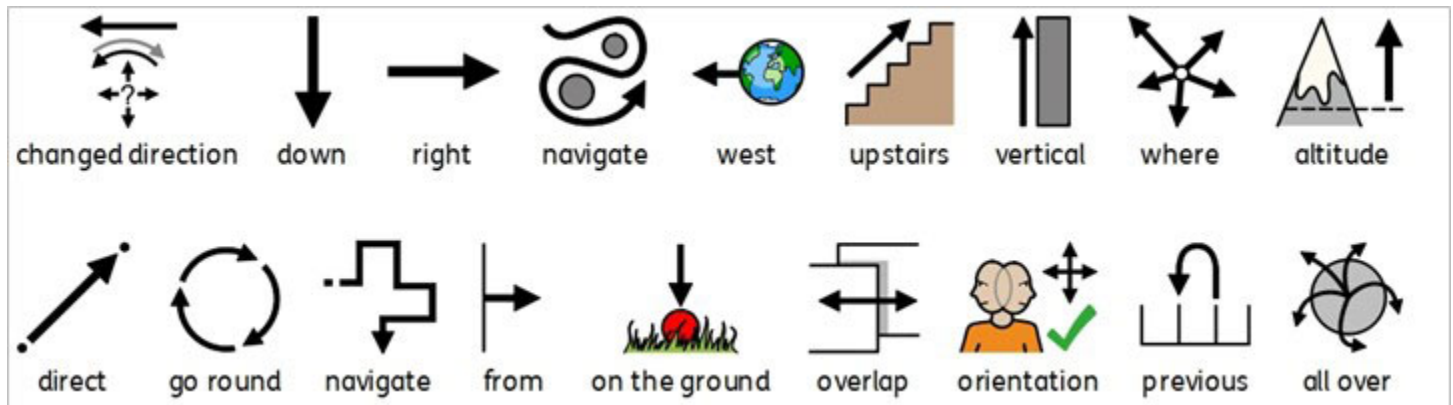 ?
changed direction down right navigate west upstairs vertical where altitude
direct go round navigate from on the ground overlap orientation previous all over